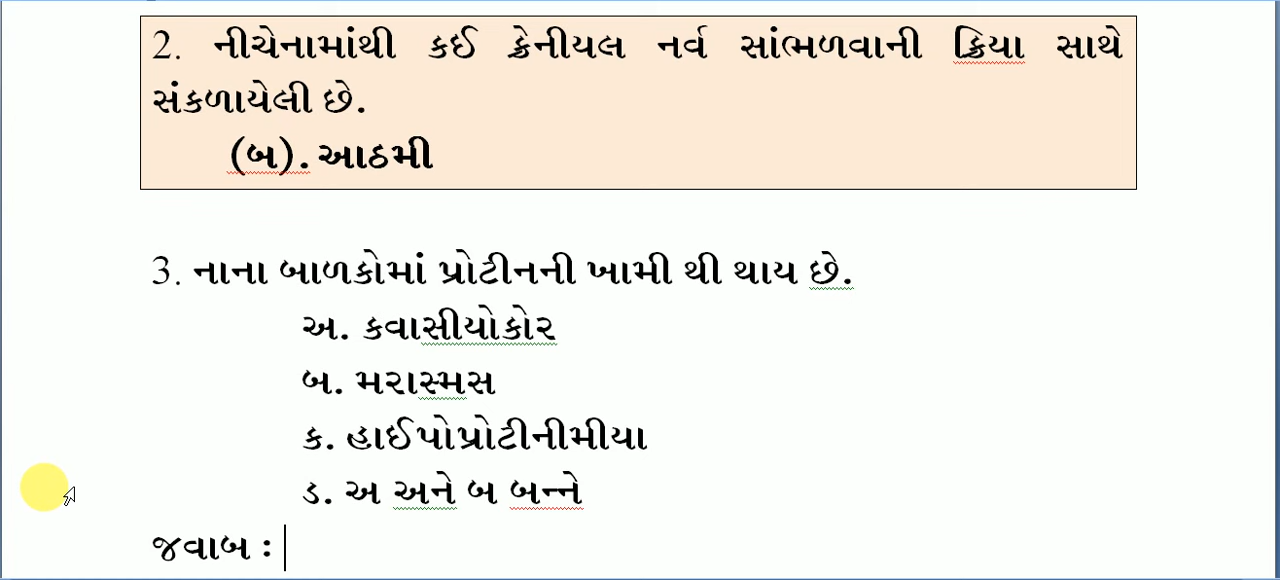 2. નીચેનામાંથી કઈ ક્રેનીયલ નર્વ સાંભળવાની ક્રિયા સાથે
સંકળાયેલી છે.
(બ). આઠમી
3. નાના બાળકોમાં પ્રોટીનની ખામી થી થાય છે.
અ. કવાસીયોકોર
બ. મરાસ્મસ
ક. હાઈપોપ્રોટીનીમીયા
ડ. અ અને બ બન્ને
જવાબ :